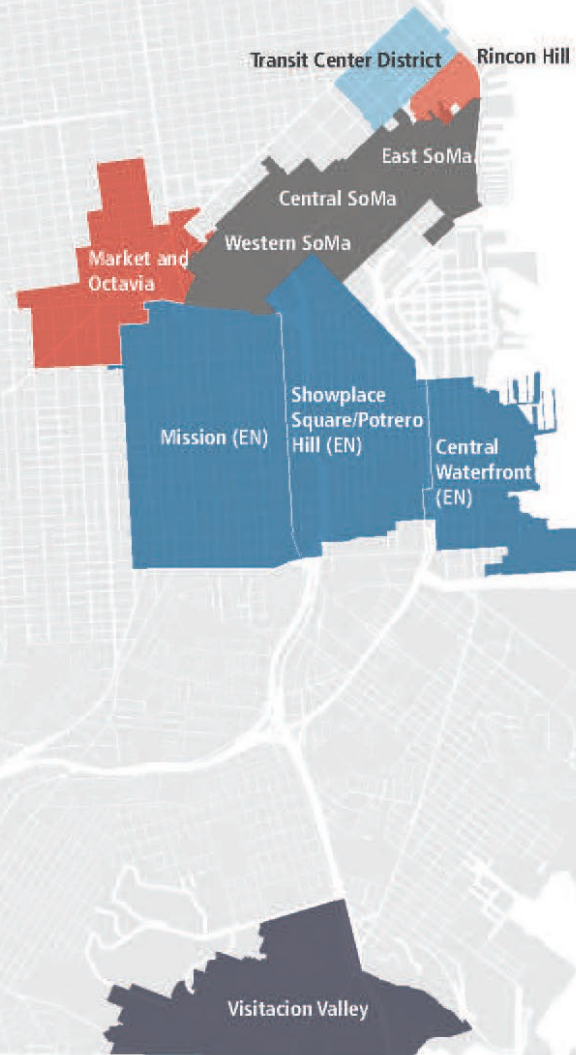 Transit Center District
Rincon Hill
East SoMa
Central SoMa
Western SoMa
Market and
Octavia
Showplace
Square/Potrero
Hill (EN)
Mission (EN)
Central
Waterfront
(EN)
Visitacion Valley